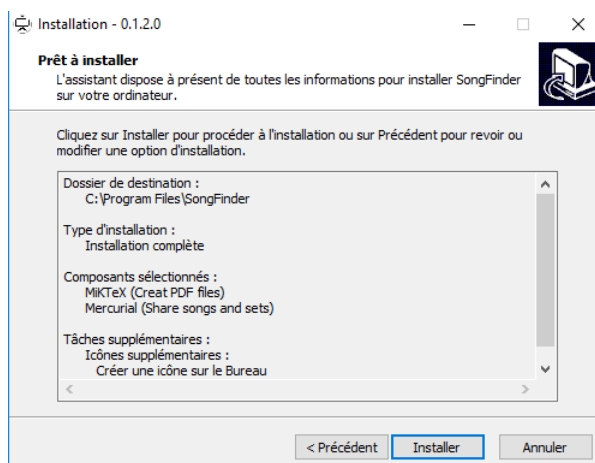 Installation - 0.1.2.0
Prêt à installer
L'assistant dispose à présent de toutes les informations pour installer SongFinder
sur votre ordinateur.
Cliquez sur Installer pour procéder à l'installation ou sur Précédent pour revoir ou
modifier une option d'installation.
Dossier de destination :
C:\Program Files\SongFinder
Type d'installation :
Installation complète
Composants sélectionnés :
MiKTeX (Creat PDF files)
Mercurial (Share songs and sets)
Tâches supplémentaires :
Icônes supplémentaires :
Créer une icône sur le Bureau
< Précédent
Installer
Annuler